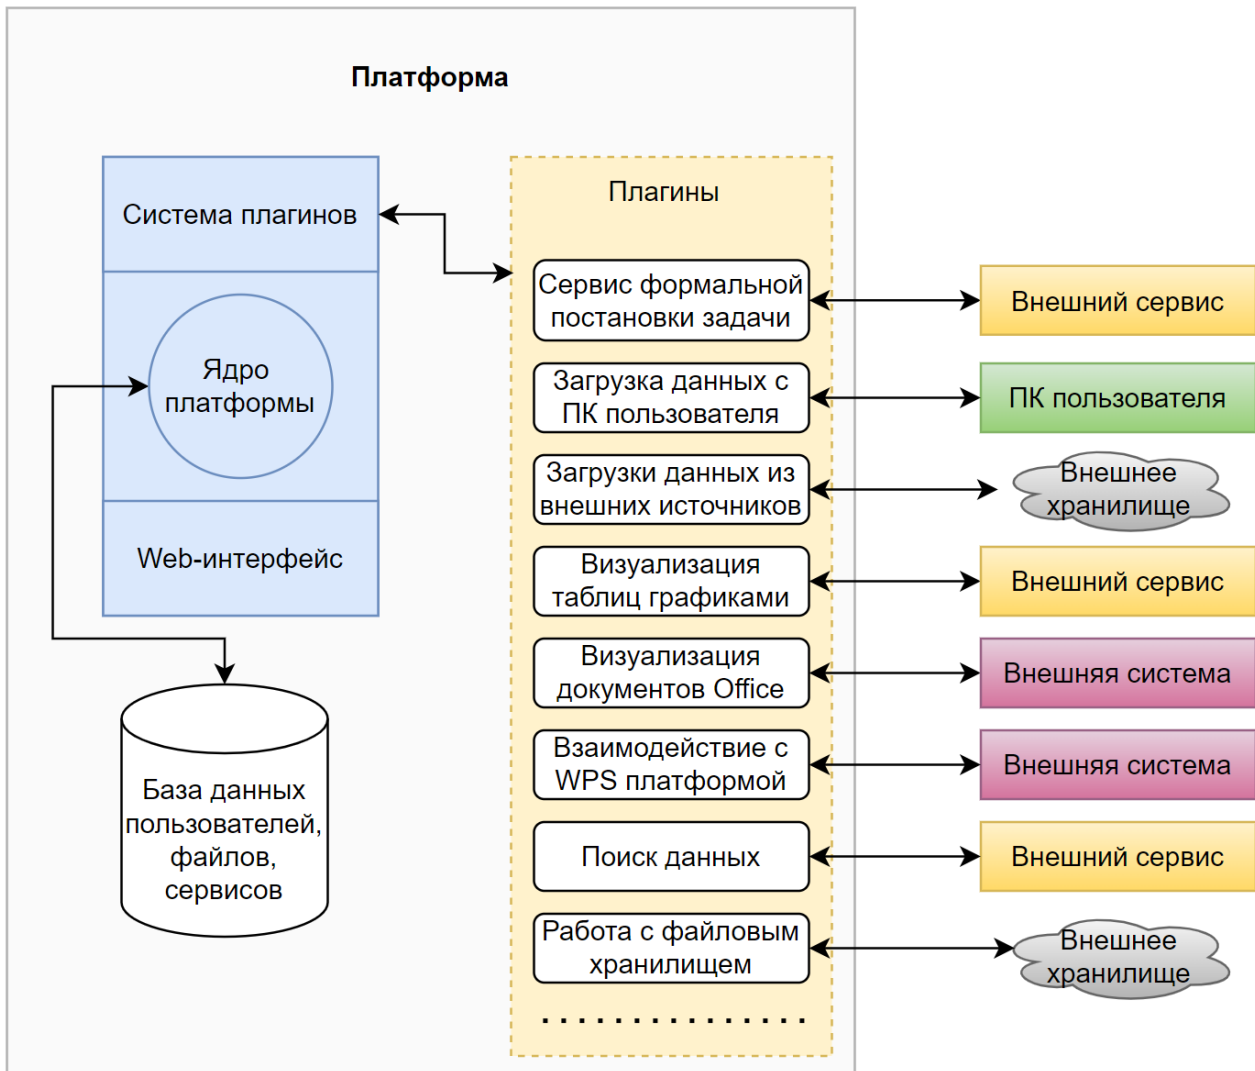 Платформа
Система плагинов
Ядро
платформы
Web-интерфейс
База данных
пользователей,
файлов,
сервисов
Плагины
Сервис формальной
постановки задачи
Внешний сервис
Загрузка данных с
ПК пользователя
ПК пользователя
Загрузки данных из
внешних источников
Внешнее
хранилище
Визуализация
таблиц графиками
Внешний сервис
Визуализация
документов Office
Внешняя система
Взаимодействие с
WPS платформой
Внешняя система
Поиск данных
Внешний сервис
Работа с файловым
хранилищем
Внешнее
хранилище
. . . . . . . . . . . . . . .